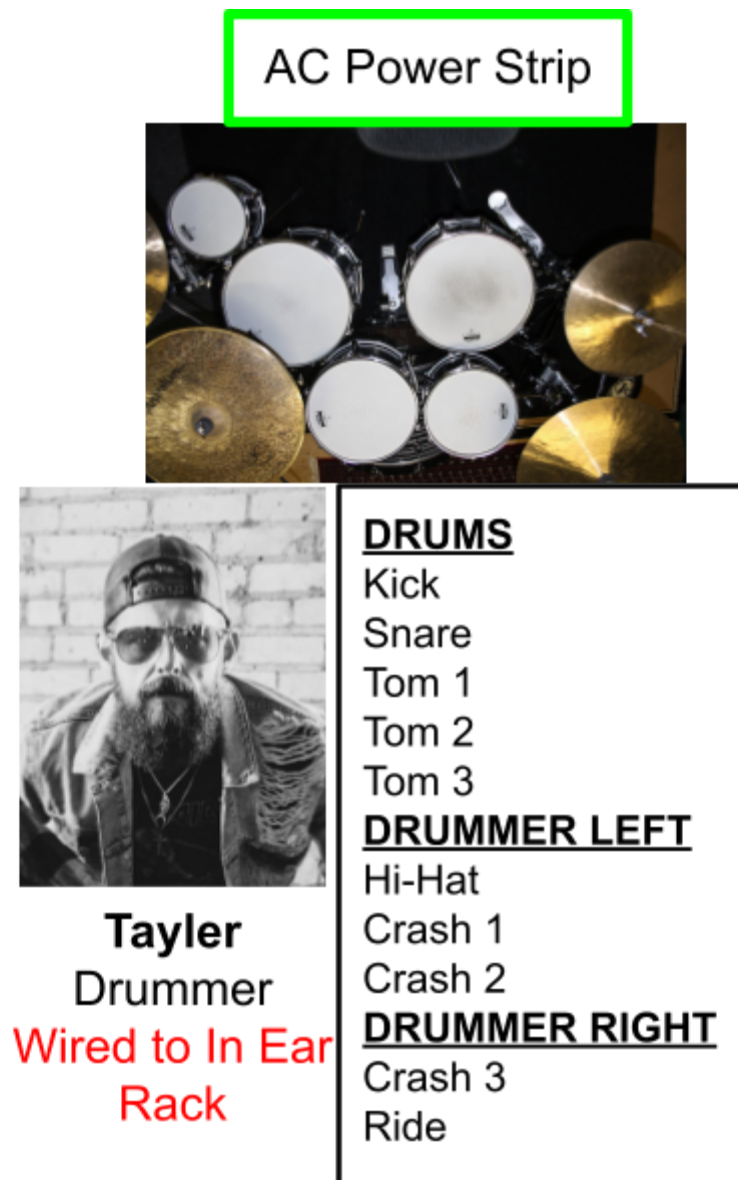 AC Power Strip
Tayler
Drummer
Wired to In Ear
Rack
DRUMS
Kick
Snare
Tom 1
Tom 2
Tom 3
DRUMMER LEFT
Hi-Hat
Crash 1
Crash 2
DRUMMER RIGHT
Crash 3
Ride